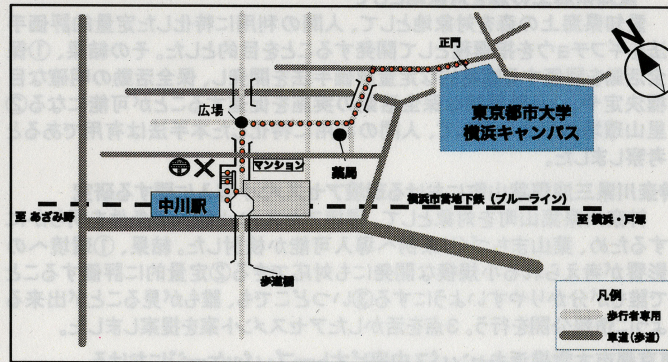 正門
N
広場
東京都市大学
横浜キャンパス
マンション
薬局
中川駅
横浜市営地下鉄(ブルーライン)
至 あざみ野
至 横浜・戸塚
歩道橋
凡例
歩行者専用
車道(歩道)